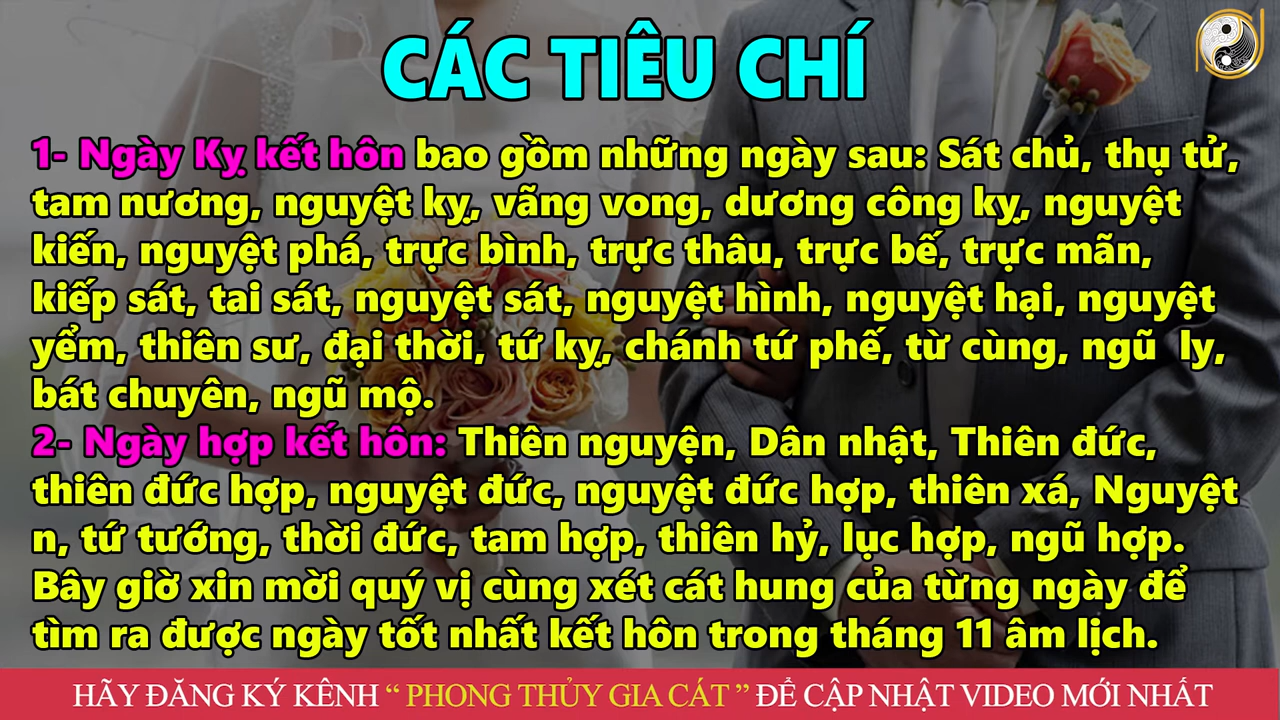 CÁC TIÊU CHÍ
1- Ngày Kỵ kết hôn bao gồm những ngày sau: Sát chủ, thụ tử,
tam nương, nguyệt kỵ, vãng vong, dương công kỵ, nguyệt
kiến, nguyệt phá, trực bình, trực thâu, trực bế, trực mãn,
kiếp sát, tai sát, nguyệt sát, nguyệt hình, nguyệt hại, nguyệt
yểm, thiên sư, đại thời, tứ kỵ, chánh tứ phế, từ cùng, ngũ ly,
bát chuyên, ngũ mộ.
2- Ngày hợp kết hôn: Thiên nguyện, Dân nhật, Thiên đức,
thiên đức hợp, nguyệt đức, nguyệt đức hợp, thiên xá, Nguyệt
n, tứ tướng, thời đức, tam hợp, thiên hỷ, lục hợp, ngũ hợp.
Bây giờ xin mời quý vị cùng xét cát hung của từng ngày để
tìm ra được ngày tốt nhất kết hôn trong tháng 11 âm lịch.
HÃY ĐĂNG KÝ KÊNH “ PHONG THỦY GIA CÁT ” ĐỂ CẬP NHẬT VIDEO MỚI NHẤT